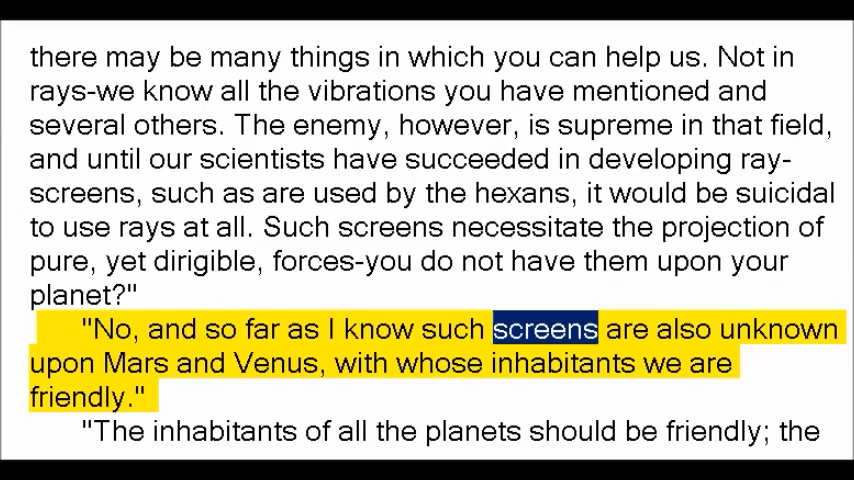 there may be many things in which you can help us. Not in
rays-we know all the vibrations you have mentioned and
several others. The enemy, however, is supreme in that field,
and until our scientists have succeeded in developing ray-
screens, such as are used by the hexans, it would be suicidal
to use rays at all. Such screens necessitate the projection of
pure, yet dirigible, forces-you do not have them upon your
planet?"
"No, and so far as I know such screens are also unknown
upon Mars and Venus, with whose inhabitants we are
friendly."
"The inhabitants of all the planets should be friendly; the